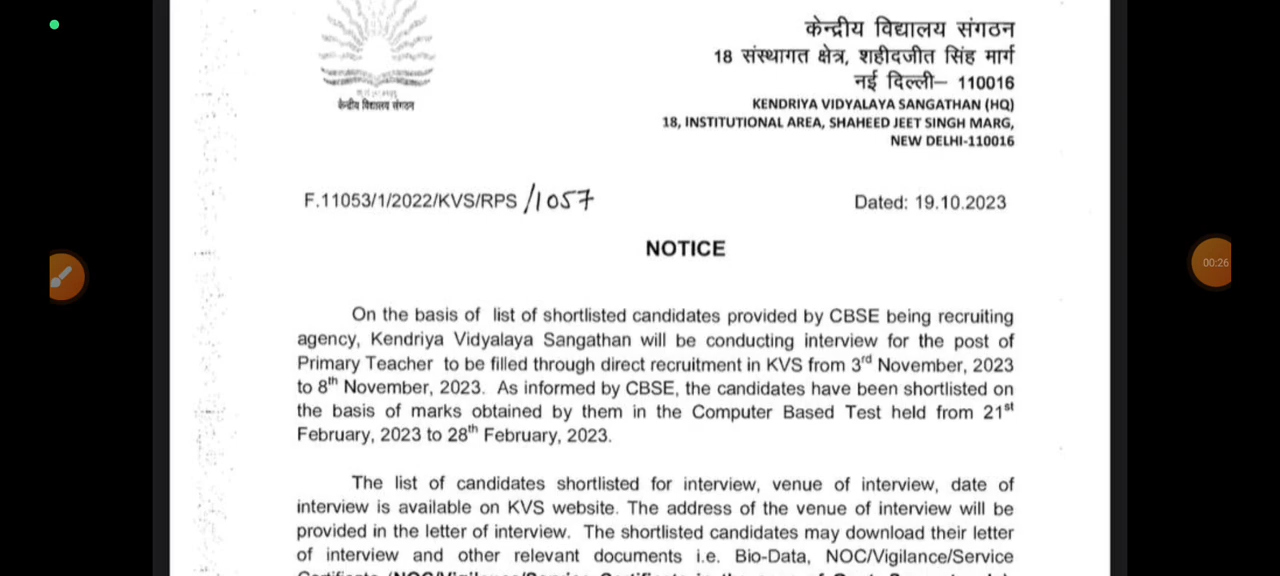 केन्द्रीय विद्यालय संगठन
केन्द्रीय विद्यालय संगठन
18 संस्थागत क्षेत्र, शहीदजीत सिंह मार्ग
नई दिल्ली– 110016
KENDRIYA VIDYALAYA SANGATHAN (HQ)
18, INSTITUTIONAL AREA, SHAHEED JEET SINGH MARG,
NEW DELHI-110016
F.11053/1/2022/KVS/RPS /1057 Dated: 19.10.2023
NOTICE
00:26
On the basis of list of shortlisted candidates provided by CBSE being recruiting
agency, Kendriya Vidyalaya Sangathan will be conducting interview for the post of
Primary Teacher to be filled through direct recruitment in KVS from 3rd November, 2023
to 8th November, 2023. As informed by CBSE, the candidates have been shortlisted on
the basis of marks obtained by them in the Computer Based Test held from 21st
February, 2023 to 28th February, 2023.
The list of candidates shortlisted for interview, venue of interview, date of
interview is available on KVS website. The address of the venue of interview will be
provided in the letter of interview. The shortlisted candidates may download their letter
of interview and other relevant documents i.e. Bio-Data, NOC/Vigilance/Service